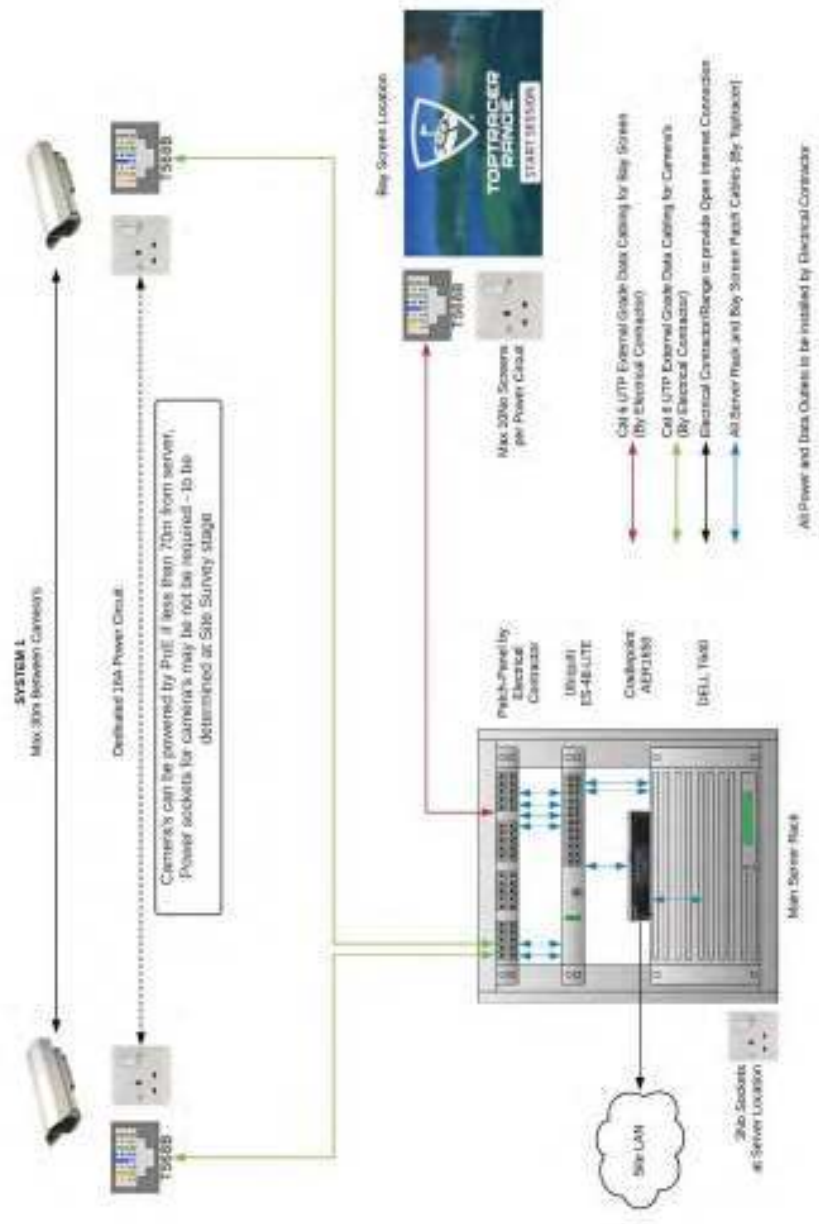 SYSTEM 1
Max 30m Between Camera's
Dedicated 16A Power Circuit
T568B
T568B
Camera's can be powered by PoE if less than 70m from server,
Power sockets for camera's may be not be required - to be
determined at Site Survey stage
Bay Screen Location
TOPTRACER
RANGE
START SESSION
T568B
Screens
per Power Circuit
Patch-Panel by
Electrical
Contractor
Ubiquiti
ES-48-LITE
Cradlepoint
AER1650
DELL T640
Main Server Rack
Site LAN
Sockets
at Server Location
Cat 6 UTP External Grade Data Cabling for Bay Screen
(By Electrical Contractor)
Cat 6 UTP External Grade Data Cabling for Camera's
(By Electrical Contractor)
Electrical Contractor/Range to provide Open Internet Connection
All Server Rack and Bay Screen Patch Cables (By Toptracer)
All Power and Data Outlets to be installed by Electrical Contractor